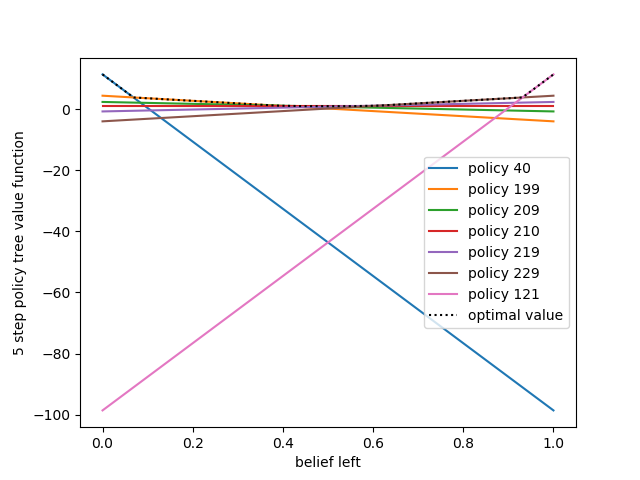 5 step policy tree value function
0
−20
−40
−60
−80
−100
policy 40
policy 199
policy 209
policy 210
policy 219
policy 229
policy 121
optimal value
0.0 0.2 0.4 0.6 0.8 1.0
belief left